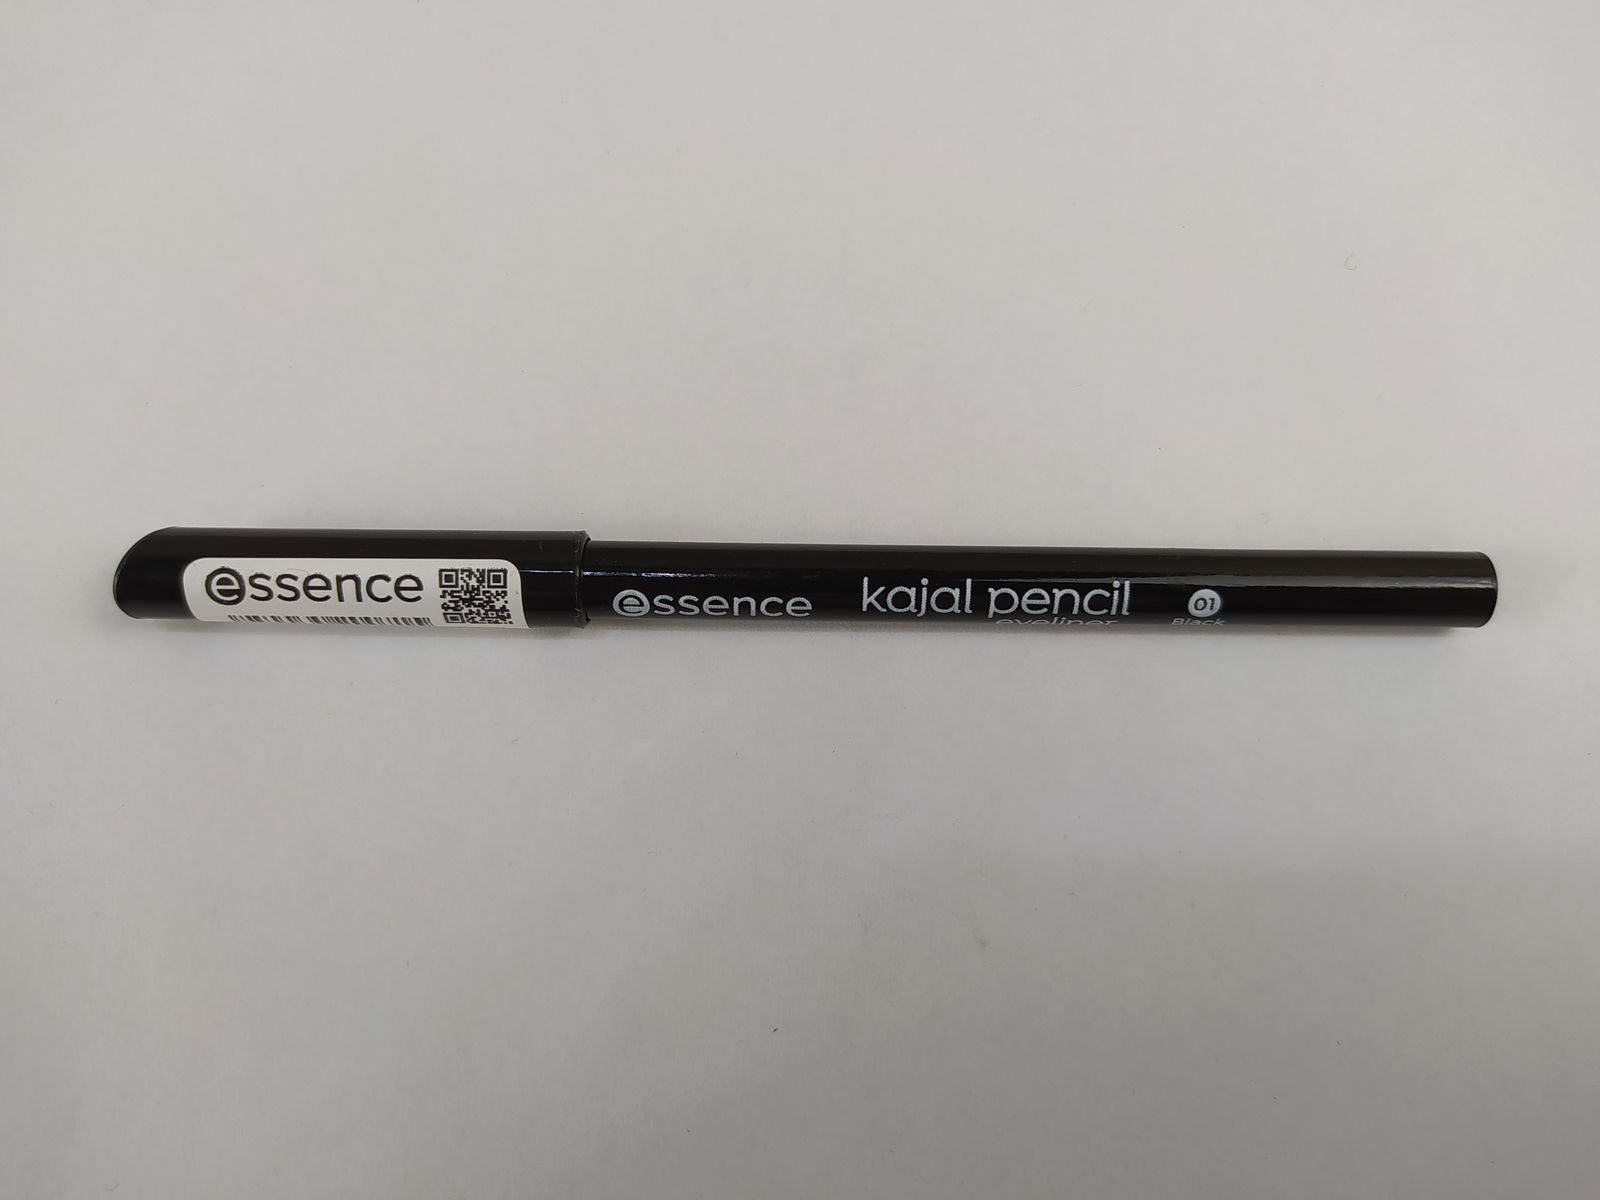 essence
essence kajal pencil 01
eyeliner Black